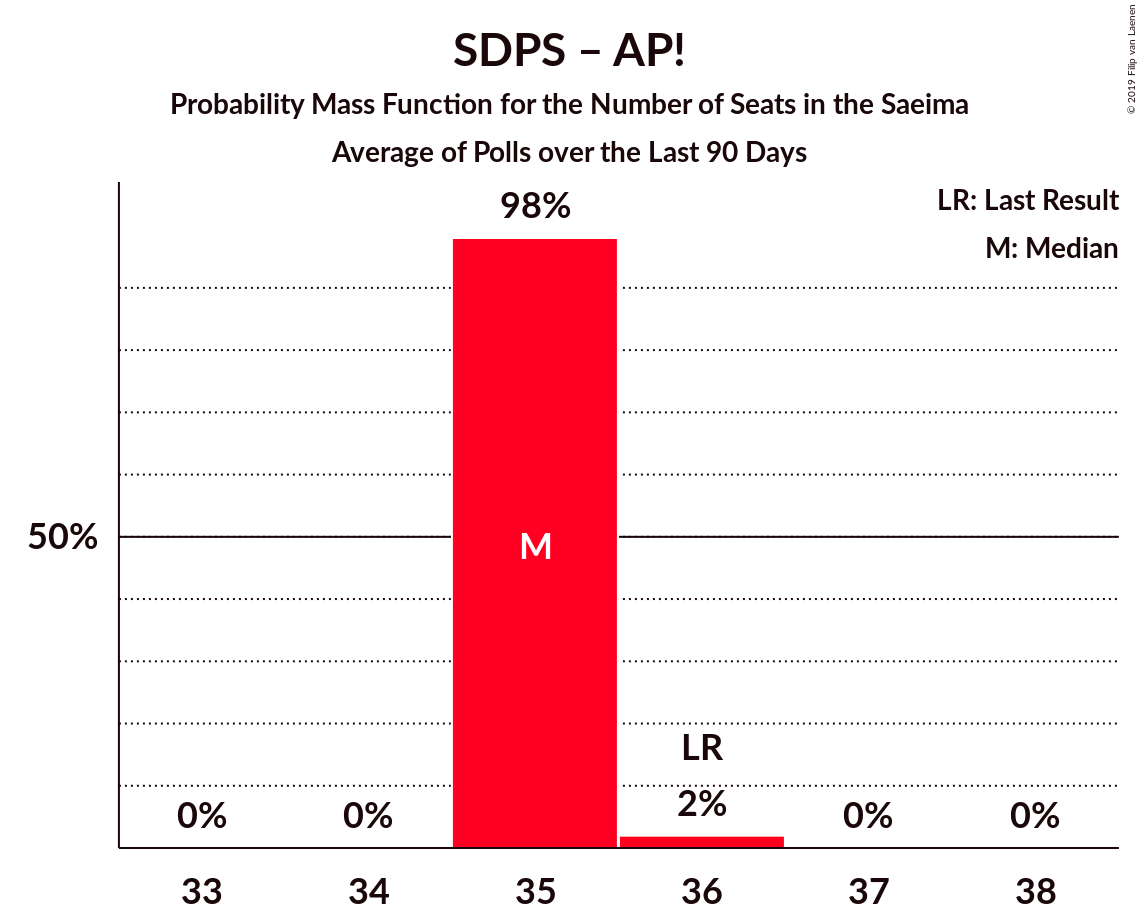 SDPS – AP!
Probability Mass Function for the Number of Seats in the Saeima
Average of Polls over the Last 90 Days
© 2019 Filip van Laenen
98%
LR: Last Result
M: Median
50%
M
LR
0%
0%
2%
0%
0%
33
34
35
36
37
38